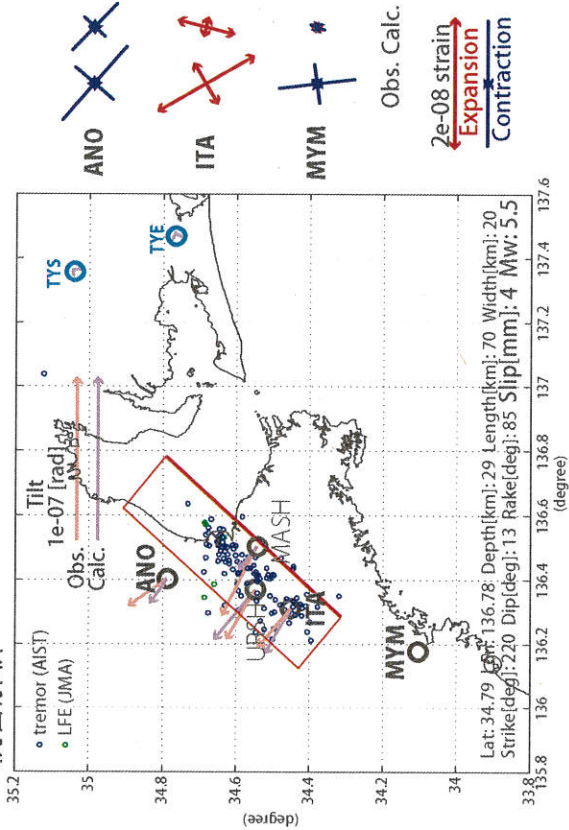 tremor (AIST)
LFE (JMA)
Tilt
1e-07 [rad]
Obs.
Calc.
TYS
TYE
ANO
MASH
ITA
MYM
Lat: 34.79 Lon: 136.78 Depth[km]: 29 Length[km]: 70 Width[km]: 20
Strike[deg]: 220 Dip[deg]: 13 Rake[deg]: 85 Slip[mm]: 4 Mw: 5.5
35.2
35
34.8
34.6
34.4
34.2
34
33.8
(degree)
135.8
136
136.2
136.4
136.6
136.8
137
137.2
137.4
137.6
(degree)
ANO
ITA
MYM
Obs. Calc.
2e-08 strain
Expansion
Contraction